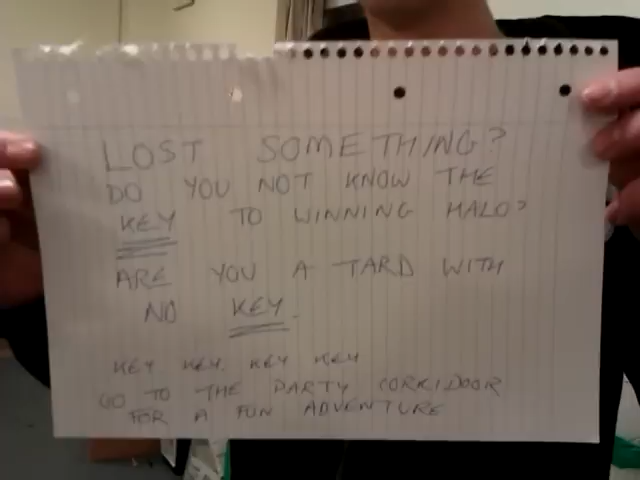 LOST SOMETHING?
DO YOU NOT KNOW THE
KEY TO WINNING HALO?
ARE YOU A TARD WITH
NO KEY.
KEY KEY. KEY KEY
GO TO THE PARTY CORRIDOOR
FOR A FUN ADVENTURE